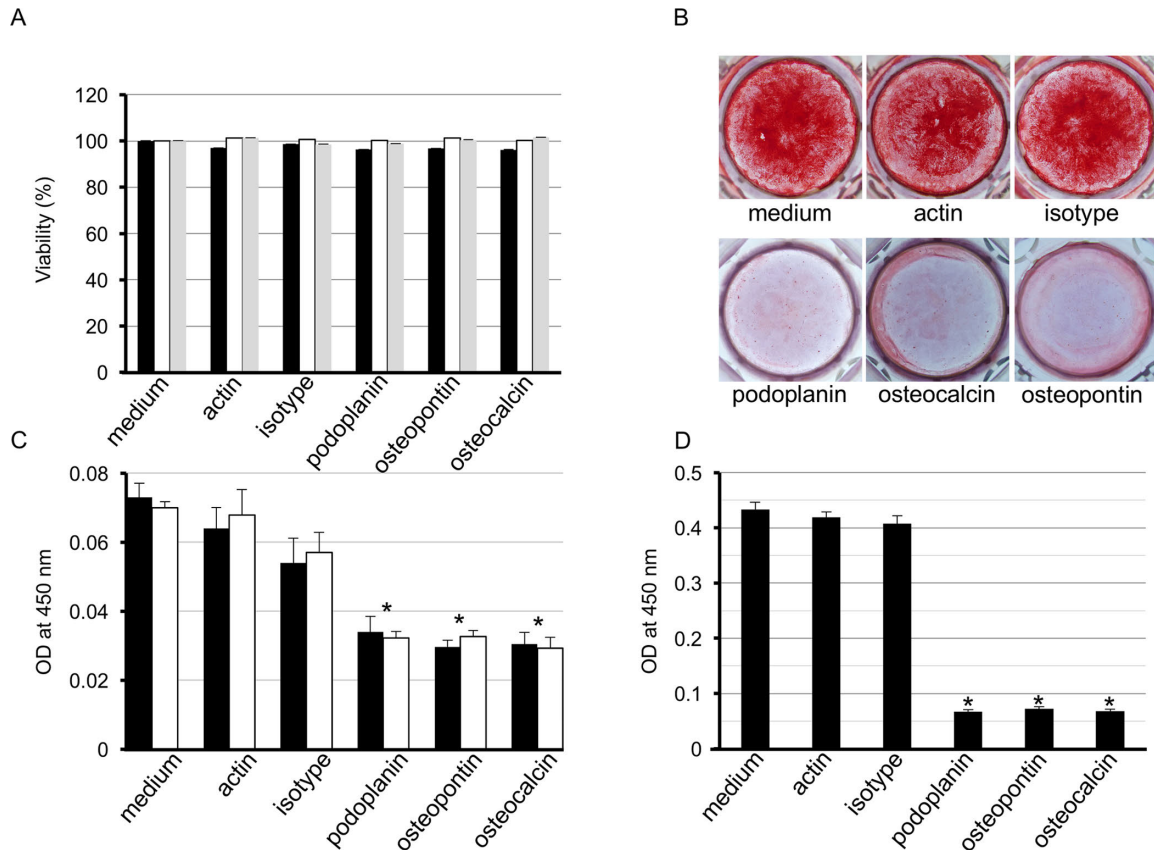 A
Viability (%)
120
100
80
60
40
20
0
medium
actin
isotype
podoplanin
osteopontin
osteocalcin
B
medium actin isotype
podoplanin osteocalcin osteopontin
C
OD at 450 nm
0.08
0.06
0.04
0.02
0
*
*
*
medium
actin
isotype
podoplanin
osteopontin
osteocalcin
D
OD at 450 nm
0.5
0.4
0.3
0.2
0.1
0
*
*
*
medium
actin
isotype
podoplanin
osteopontin
osteocalcin